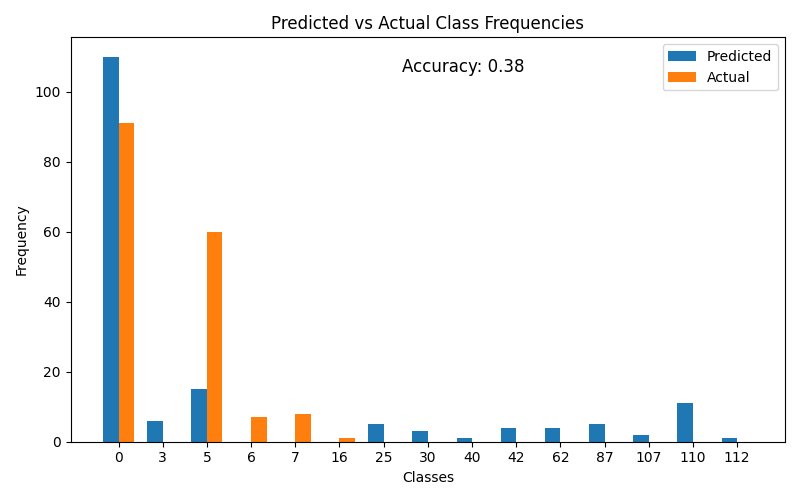 Predicted vs Actual Class Frequencies
Accuracy: 0.38
Predicted
Actual
Frequency
100
80
60
40
20
0
0 3 5 6 7 16 25 30 40 42 62 87 107 110 112
Classes